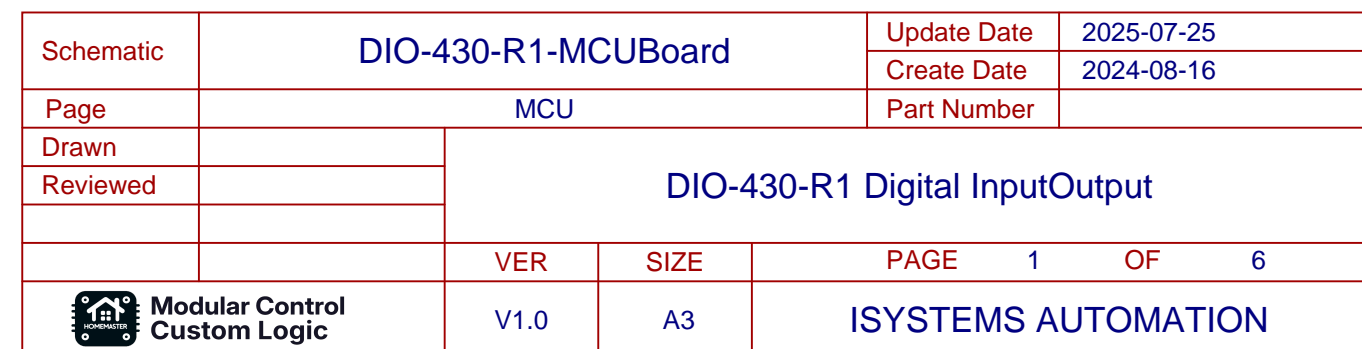 Schematic DIO-430-R1-MCUBoard Update Date 2025-07-25
Create Date 2024-08-16
Page MCU Part Number
Drawn
Reviewed DIO-430-R1 Digital InputOutput
VER SIZE PAGE 1 OF 6
HOMEMASTER Modular Control
Custom Logic V1.0 A3 ISYSTEMS AUTOMATION